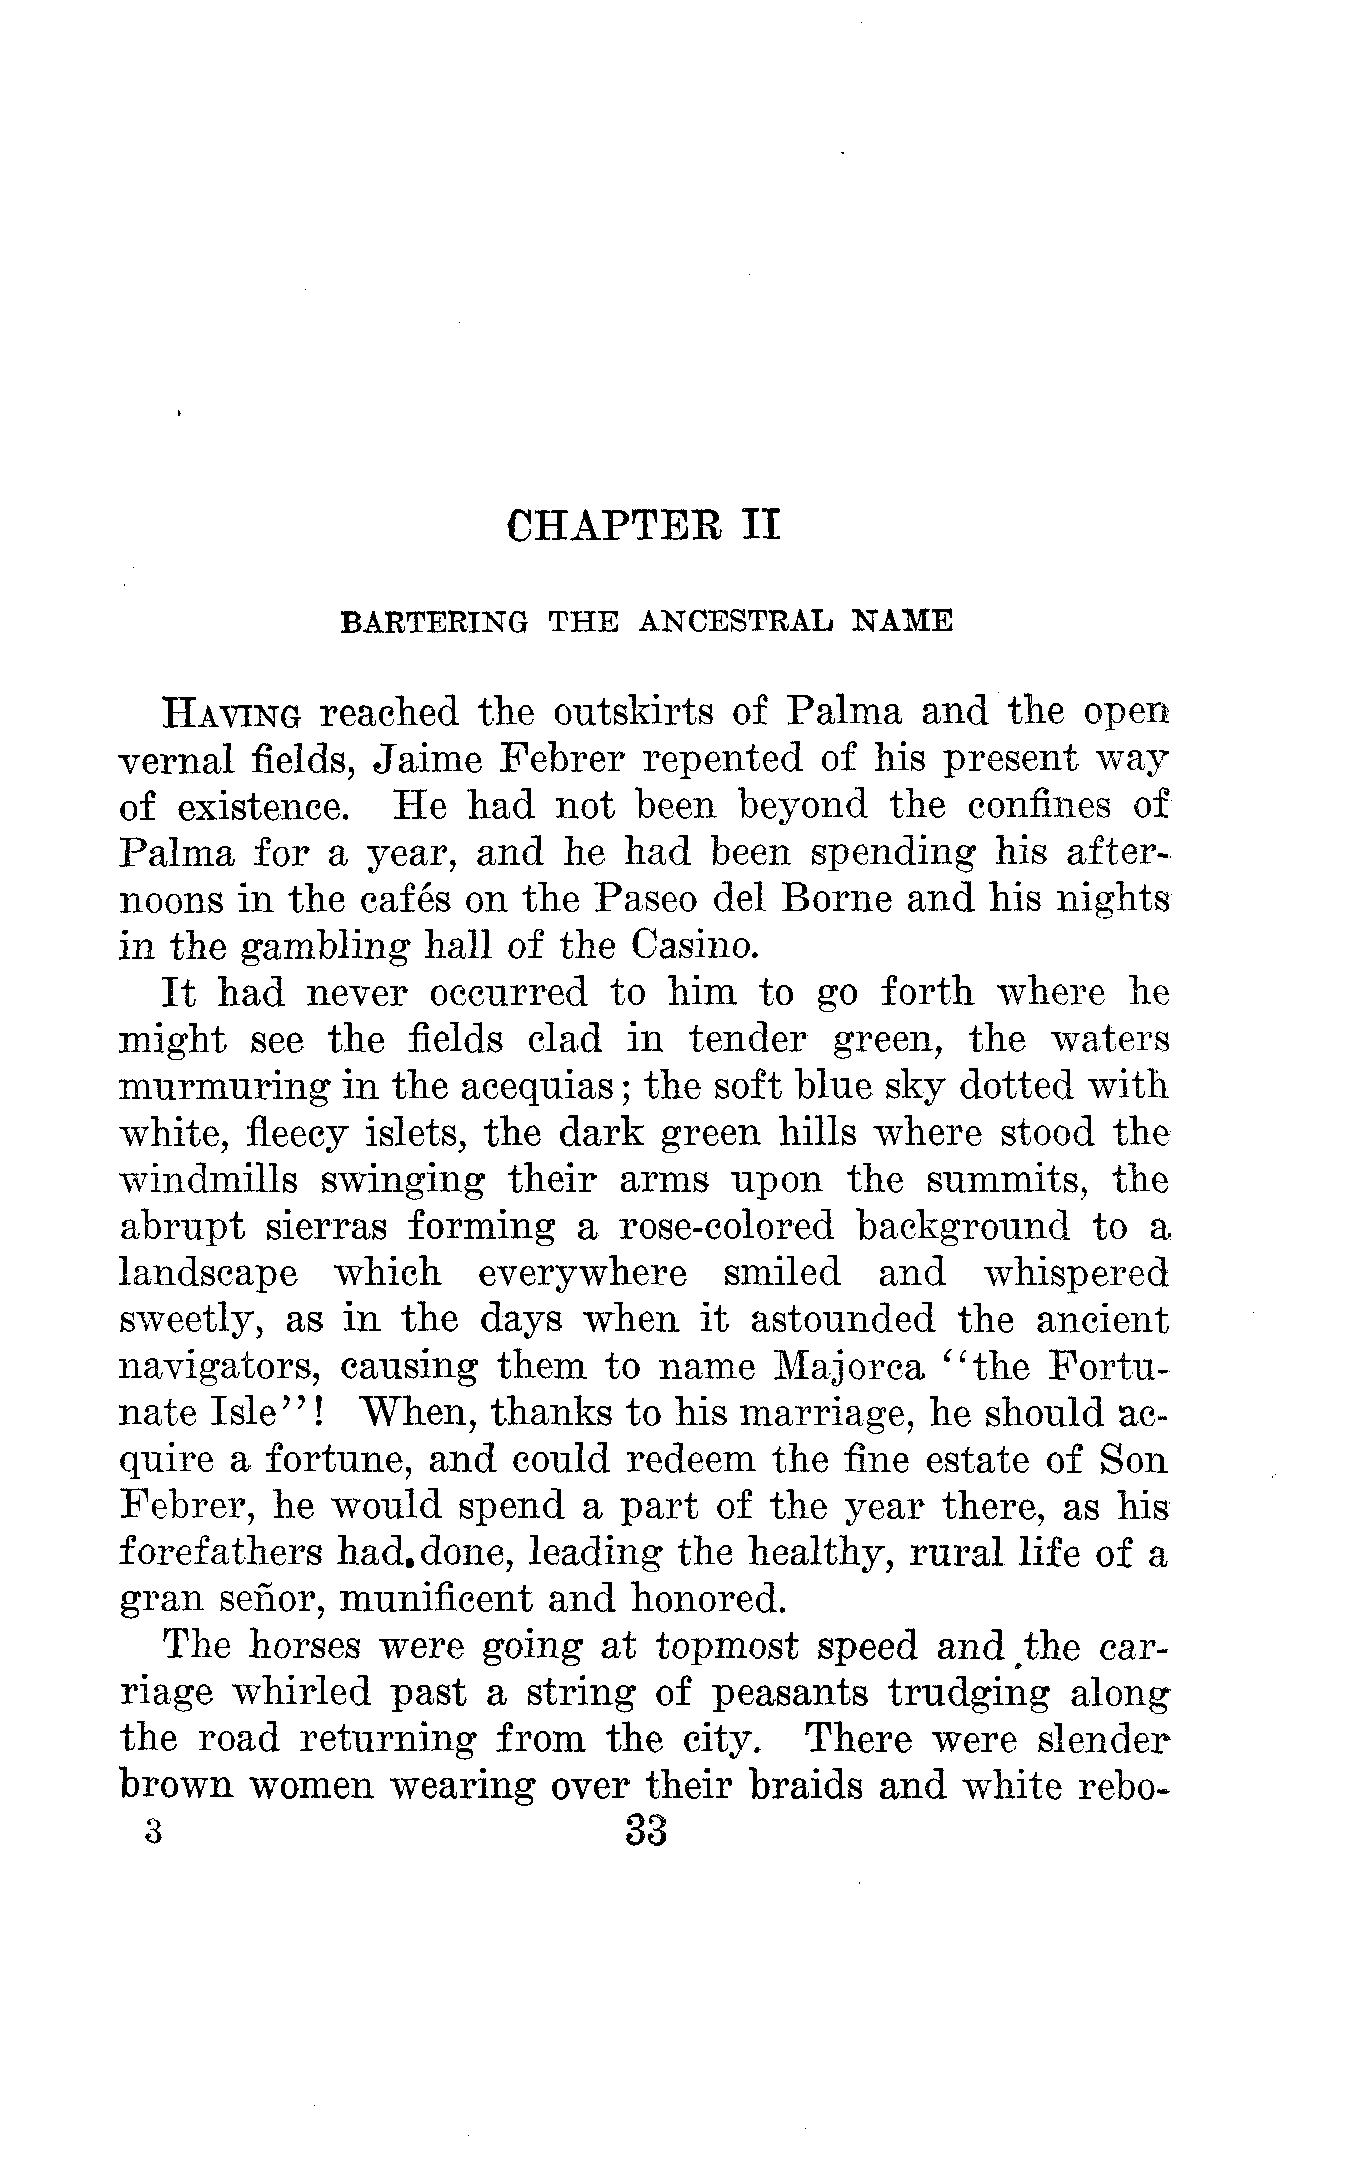 CHAPTER II
BARTERING THE ANCESTRAL NAME
HAVING reached the outskirts of Palma and the open
vernal fields, Jaime Febrer repented of his present way
of existence. He had not been beyond the confines of
Palma for a year, and he had been spending his after-
noons in the cafés on the Paseo del Borne and his nights
in the gambling hall of the Casino.
It had never occurred to him to go forth where he
might see the fields clad in tender green, the waters
murmuring in the acequias; the soft blue sky dotted with
white, fleecy islets, the dark green hills where stood the
windmills swinging their arms upon the summits, the
abrupt sierras forming a rose-colored background to a
landscape which everywhere smiled and whispered
sweetly, as in the days when it astounded the ancient
navigators, causing them to name Majorca "the Fortu-
nate Isle"! When, thanks to his marriage, he should ac-
quire a fortune, and could redeem the fine estate of Son
Febrer, he would spend a part of the year there, as his
forefathers had done, leading the healthy, rural life of a
gran señor, munificent and honored.
The horses were going at topmost speed and the car-
riage whirled past a string of peasants trudging along
the road returning from the city. There were slender
brown women wearing over their braids and white rebo-
3 33